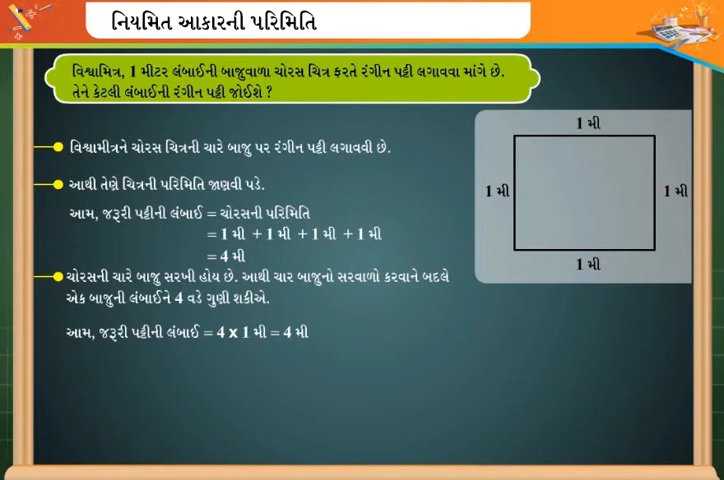 નિયમિત આકારની પરિમિતિ
વિશ્વામિત્ર, 1 મીટર લંબાઈની બાજુવાળા ચોરસ ચિત્ર ફરતે રંગીન પટ્ટી લગાવવા માંગે છે.
તેને કેટલી લંબાઈની રંગીન પટ્ટી જોઈશે ?
વિશ્વામીત્રને ચોરસ ચિત્રની ચારે બાજુ પર રંગીન પટ્ટી લગાવવી છે.
આથી તેણે ચિત્રની પરિમિતિ જાણવી પડે.
આમ, જરૂરી પટ્ટીની લંબાઈ = ચોરસની પરિમિતિ
= 1 મી + 1 મી + 1 મી + 1 મી
= 4 મી
ચોરસની ચારે બાજુ સરખી હોય છે. આથી ચાર બાજુનો સરવાળો કરવાને બદલે
એક બાજુની લંબાઈને 4 વડે ગુણી શકીએ.
આમ, જરૂરી પટ્ટીની લંબાઈ = 4 x 1 મી = 4 મી
1 મી
1 મી
1 મી
1 મી